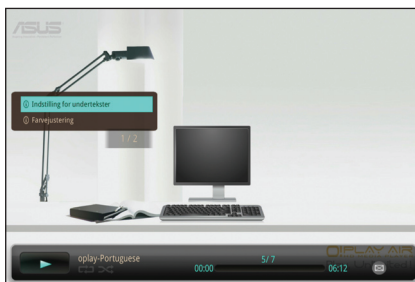 ASUS
ⓘ Indstilling for undertekster
ⓘ Farvejustering
1 / 2
oplay-Portuguese
5/ 7
00:00
06:12